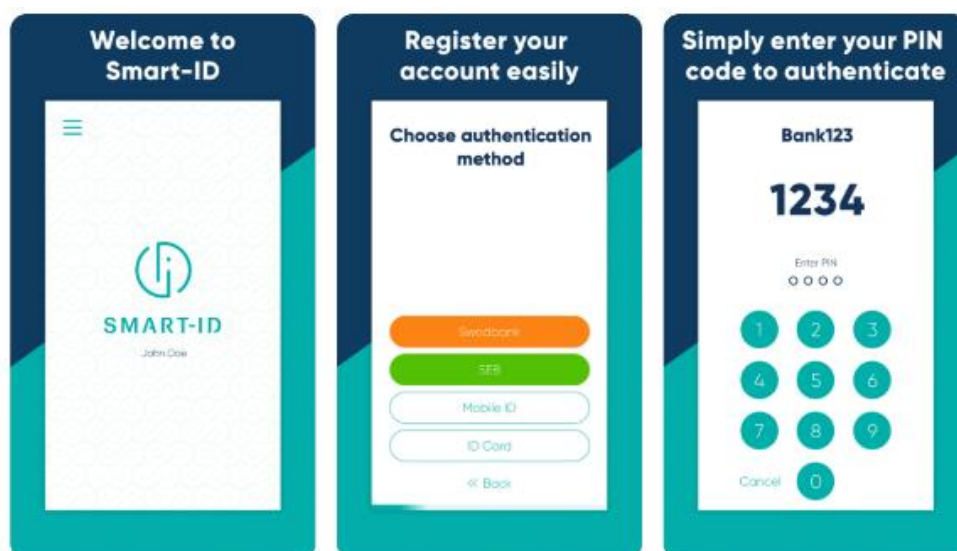 Welcome to
Smart-ID
SMART-ID
John Doe
Register your
account easily
Choose authentication
method
Swedbank
SEB
Mobile ID
ID Card
« Back
Simply enter your PIN
code to authenticate
Bank123
1234
Enter PIN
1 2 3
4 5 6
7 8 9
Cancel 0